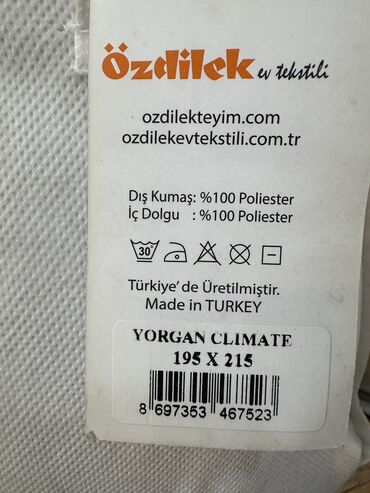 Özdilek ev tekstili
ozdilekteyim.com
ozdilekevtekstili.com.tr
Dış Kumaş: %100 Poliester
İç Dolgu : %100 Poliester
30
Türkiye'de Üretilmiştir.
Made in TURKEY
YORGAN CLIMATE
195 X 215
8 697353 467523